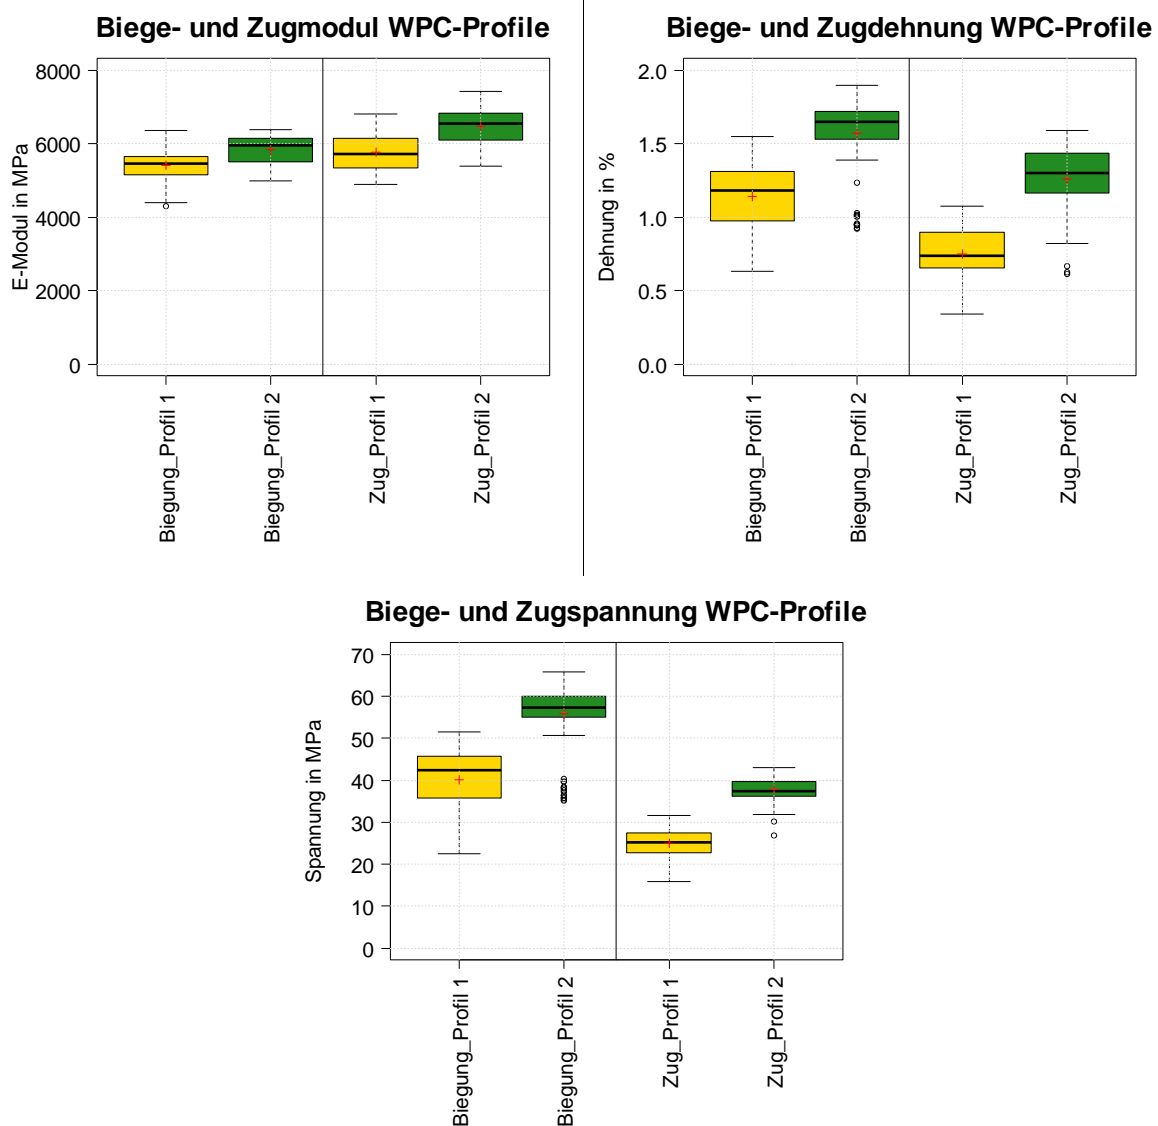 Biege- und Zugmodul WPC-Profile
E-Modul in MPa
8000
6000
4000
2000
0
Biegung_Profil 1
Biegung_Profil 2
Zug_Profil 1
Zug_Profil 2
Biege- und Zugdehnung WPC-Profile
Dehnung in %
2.0
1.5
1.0
0.5
0.0
Biegung_Profil 1
Biegung_Profil 2
Zug_Profil 1
Zug_Profil 2
Biege- und Zugspannung WPC-Profile
Spannung in MPa
70
60
50
40
30
20
10
0
Biegung_Profil 1
Biegung_Profil 2
Zug_Profil 1
Zug_Profil 2